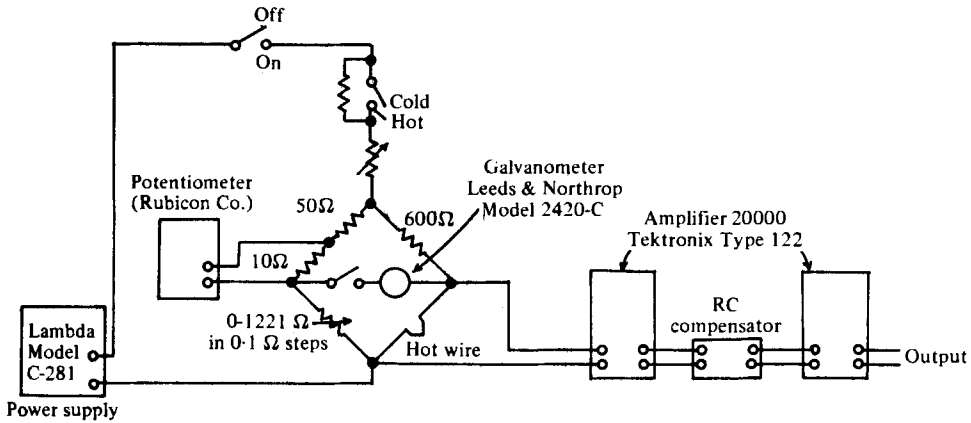 Off
On
Cold
Hot
Galvanometer
Leeds & Northrop
Model 2420-C
Potentiometer
(Rubicon Co.)
50Ω
600Ω
Amplifier 20000
Tektronix Type 122
10Ω
0-1221 Ω
in 0·1 Ω steps
Hot wire
RC
compensator
Lambda
Model
C-281
Output
Power supply